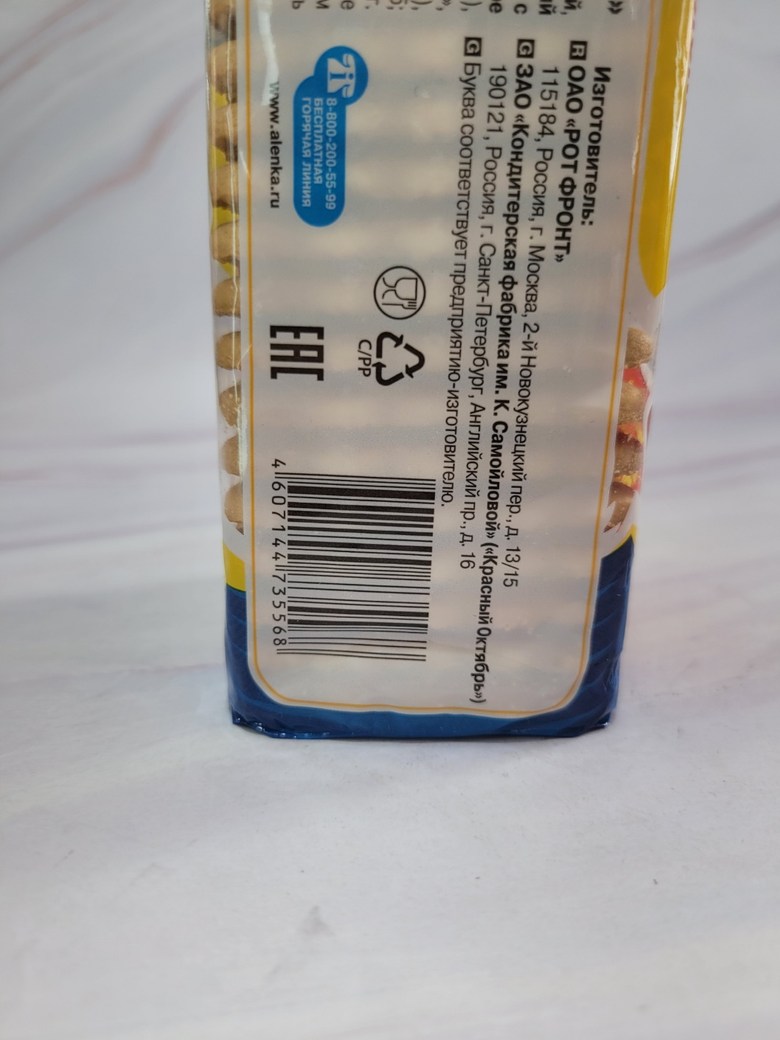 »
Изготовитель:
R ОАО «РОТ ФРОНТ»
115184, Россия, г. Москва, 2-й Новокузнецкий пер., д. 13/15
G ЗАО «Кондитерская фабрика им. К. Самойловой» («Красный Октябрь»)
190121, Россия, г. Санкт-Петербург, Английский пр., д. 16
G Буква соответствует предприятию-изготовителю.
8-800-200-55-99
БЕСПЛАТНАЯ
ГОРЯЧАЯ ЛИНИЯ
www.alenka.ru
C/PP
EAC
4 607144 735568